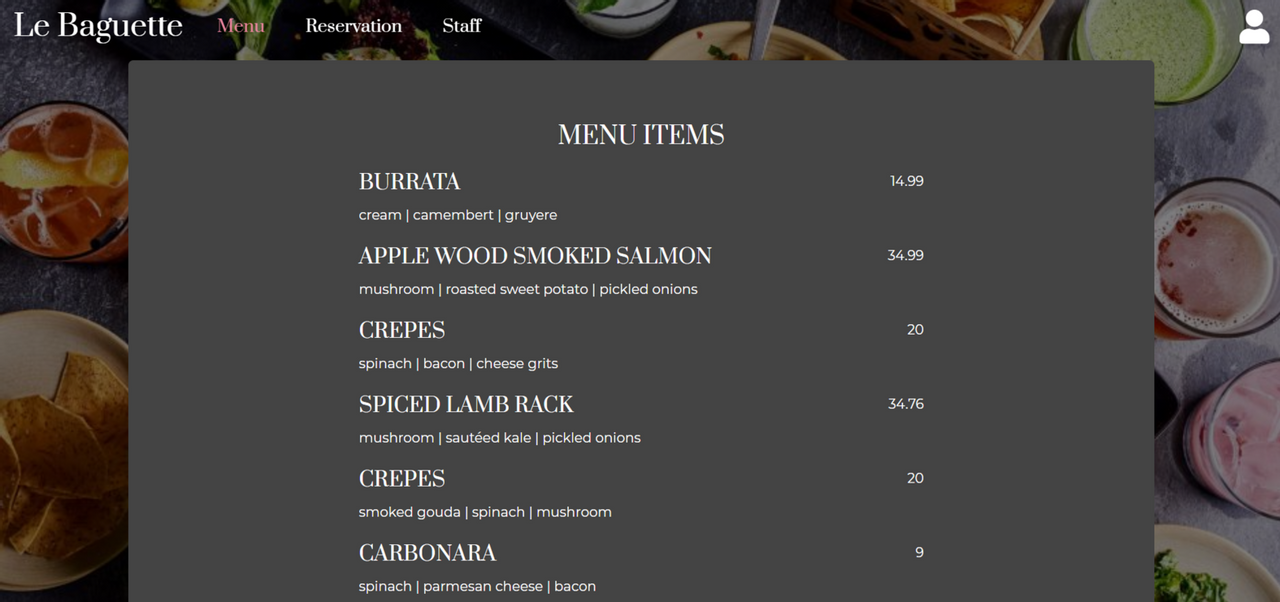 Le Baguette Menu Reservation Staff
MENU ITEMS
BURRATA 14.99
cream | camembert | gruyere
APPLE WOOD SMOKED SALMON 34.99
mushroom | roasted sweet potato | pickled onions
CREPES 20
spinach | bacon | cheese grits
SPICED LAMB RACK 34.76
mushroom | sautéed kale | pickled onions
CREPES 20
smoked gouda | spinach | mushroom
CARBONARA 9
spinach | parmesan cheese | bacon